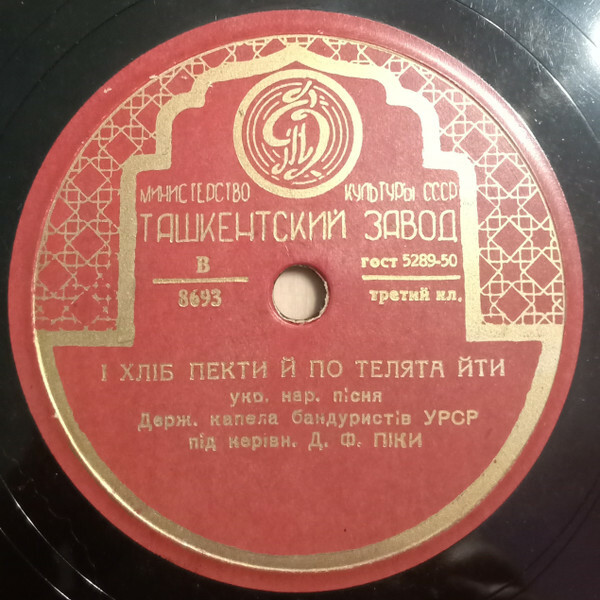 МИНИСТЕРСТВО КУЛЬТУРЫ СССР
ТАШКЕНТСКИЙ ЗАВОД
В
8693
ГОСТ 5289-50
третий кл.
І ХЛІБ ПЕКТИ Й ПО ТЕЛЯТА ЙТИ
укр. нар. пісня
Держ. капела бандуристів УРСР
під керівн. Д. Ф. ПІКИ